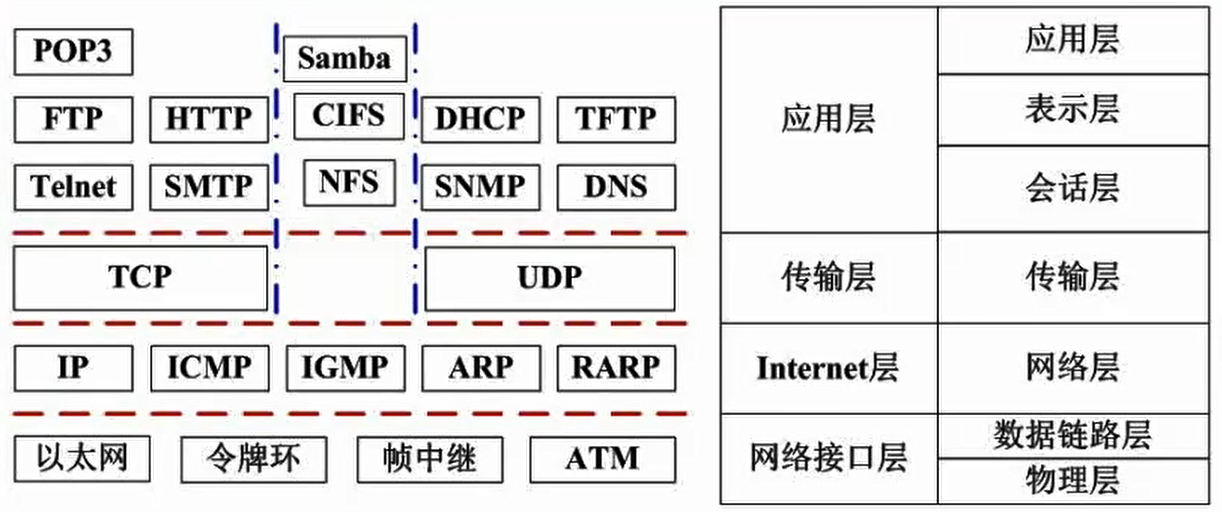 POP3
Samba
FTP HTTP CIFS DHCP TFTP
Telnet SMTP NFS SNMP DNS
TCP UDP
IP ICMP IGMP ARP RARP
以太网 令牌环 帧中继 ATM
应用层 应用层
表示层
会话层
传输层 传输层
Internet层 网络层
网络接口层 数据链路层
物理层